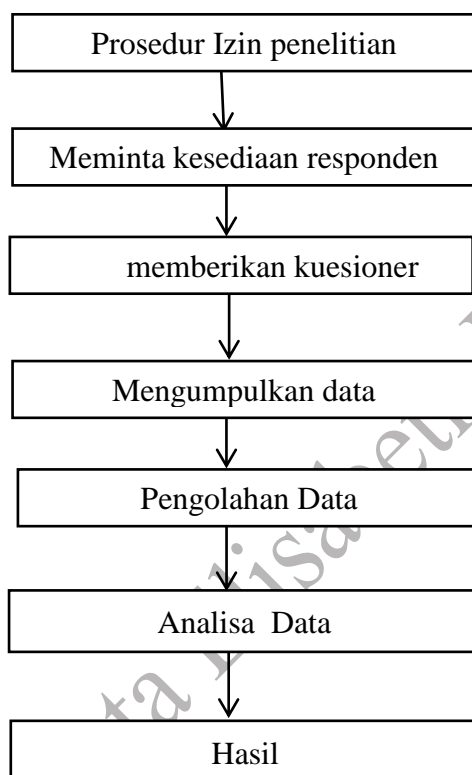 Prosedur Izin penelitian
Meminta kesediaan responden
memberikan kuesioner
Mengumpulkan data
Pengolahan Data
Analisa Data
Hasil